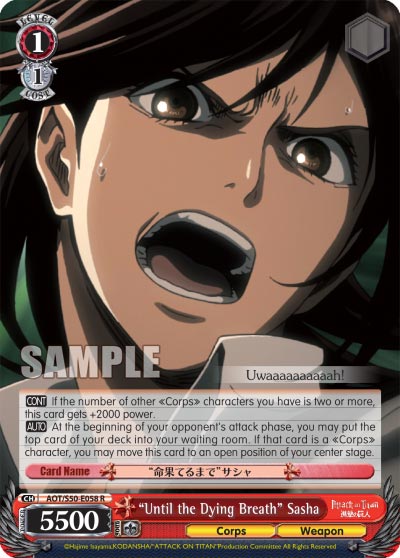 LEVEL
1
1
COST
SAMPLE
Uwaaaaaaaaaah!
CONT If the number of other «Corps» characters you have is two or more,
this card gets +2000 power.
AUTO At the beginning of your opponent's attack phase, you may put
the top card of your deck into your waiting room. If that card is a «Corps»
character, you may move this card to an open position of your center stage.
Card Name "命果てるまで"サシャ
CH AOT/S50-E058 R
POWER 5500 SOUL "Until the Dying Breath" Sasha Attack on Titan
進撃の巨人
Corps Weapon
©Hajime Isayama,KODANSHA/"ATTACK ON TITAN"Production Committee All Rights Reserved